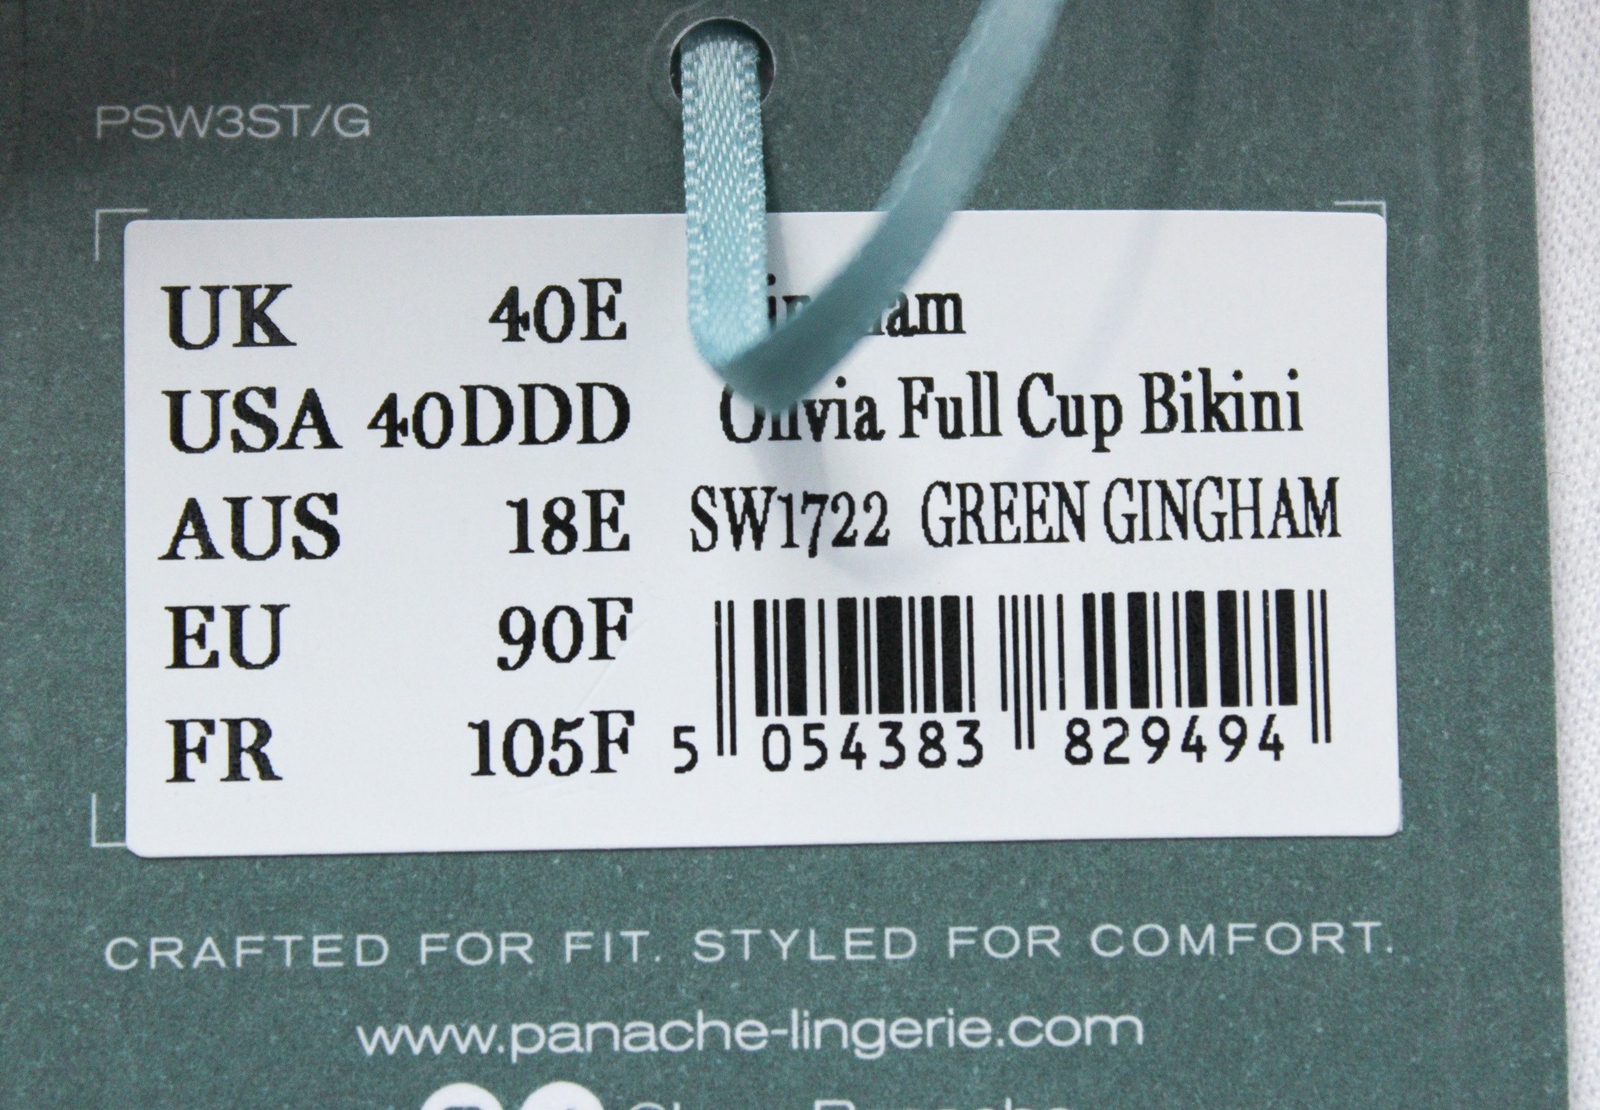 PSW3ST/G
UK 40E
USA 40DDD Olivia Full Cup Bikini
AUS 18E SW1722 GREEN GINGHAM
EU 90F
FR 105F 5 054383 829494
CRAFTED FOR FIT. STYLED FOR COMFORT.
www.panache-lingerie.com